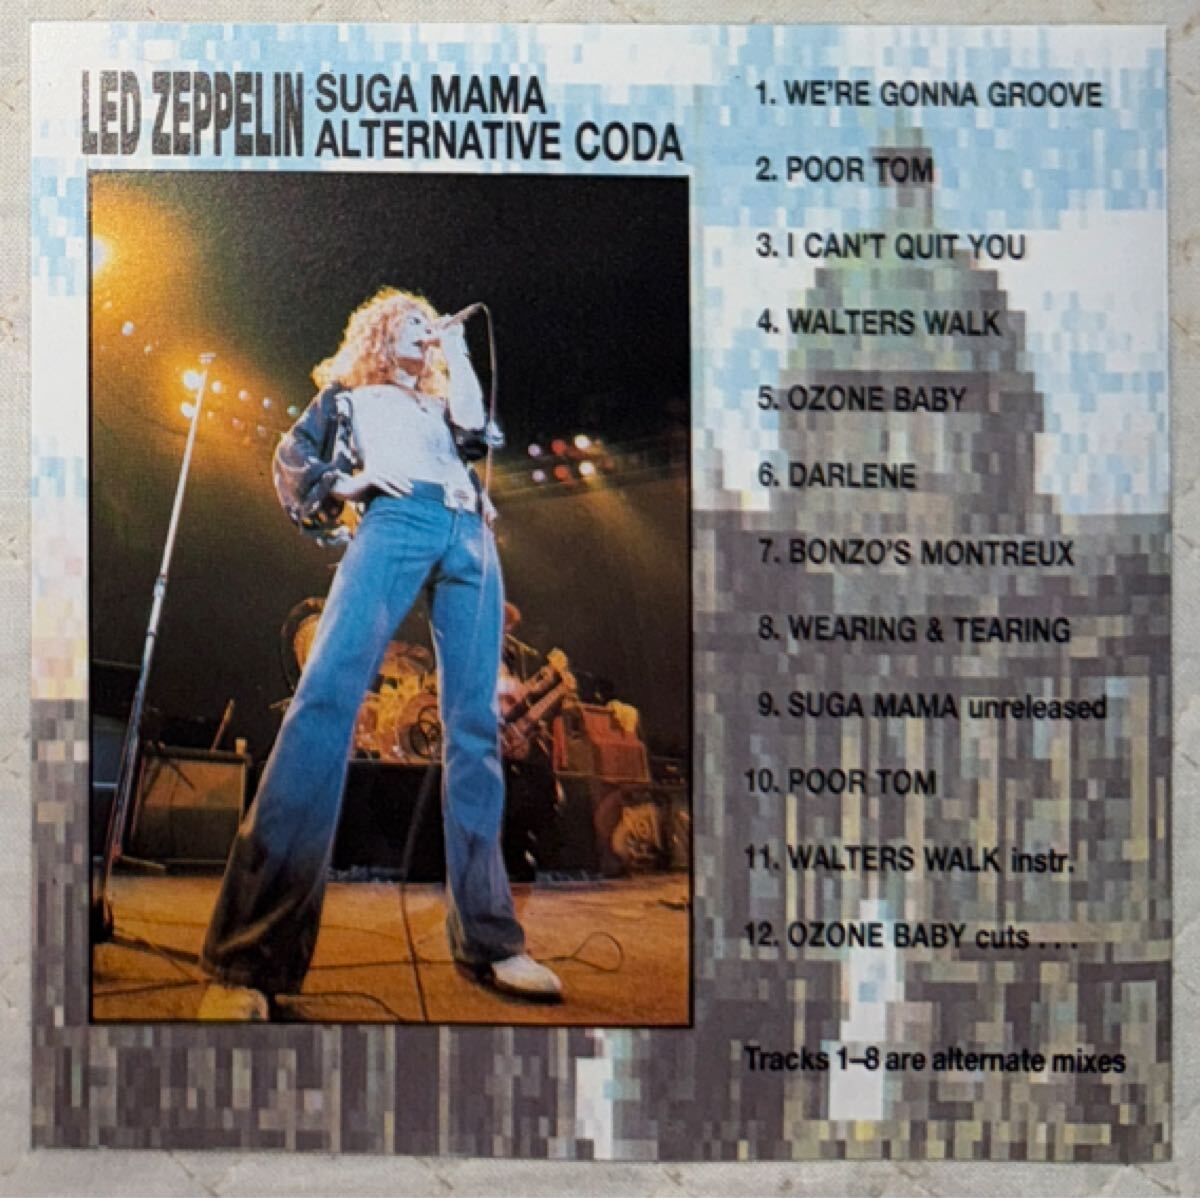 LED ZEPPELIN SUGA MAMA
ALTERNATIVE CODA
1. WE'RE GONNA GROOVE
2. POOR TOM
3. I CAN'T QUIT YOU
4. WALTERS WALK
5. OZONE BABY
6. DARLENE
7. BONZO'S MONTREUX
8. WEARING & TEARING
9. SUGA MAMA unreleased
10. POOR TOM
11. WALTERS WALK instr.
12. OZONE BABY cuts . . .
Tracks 1–8 are alternate mixes